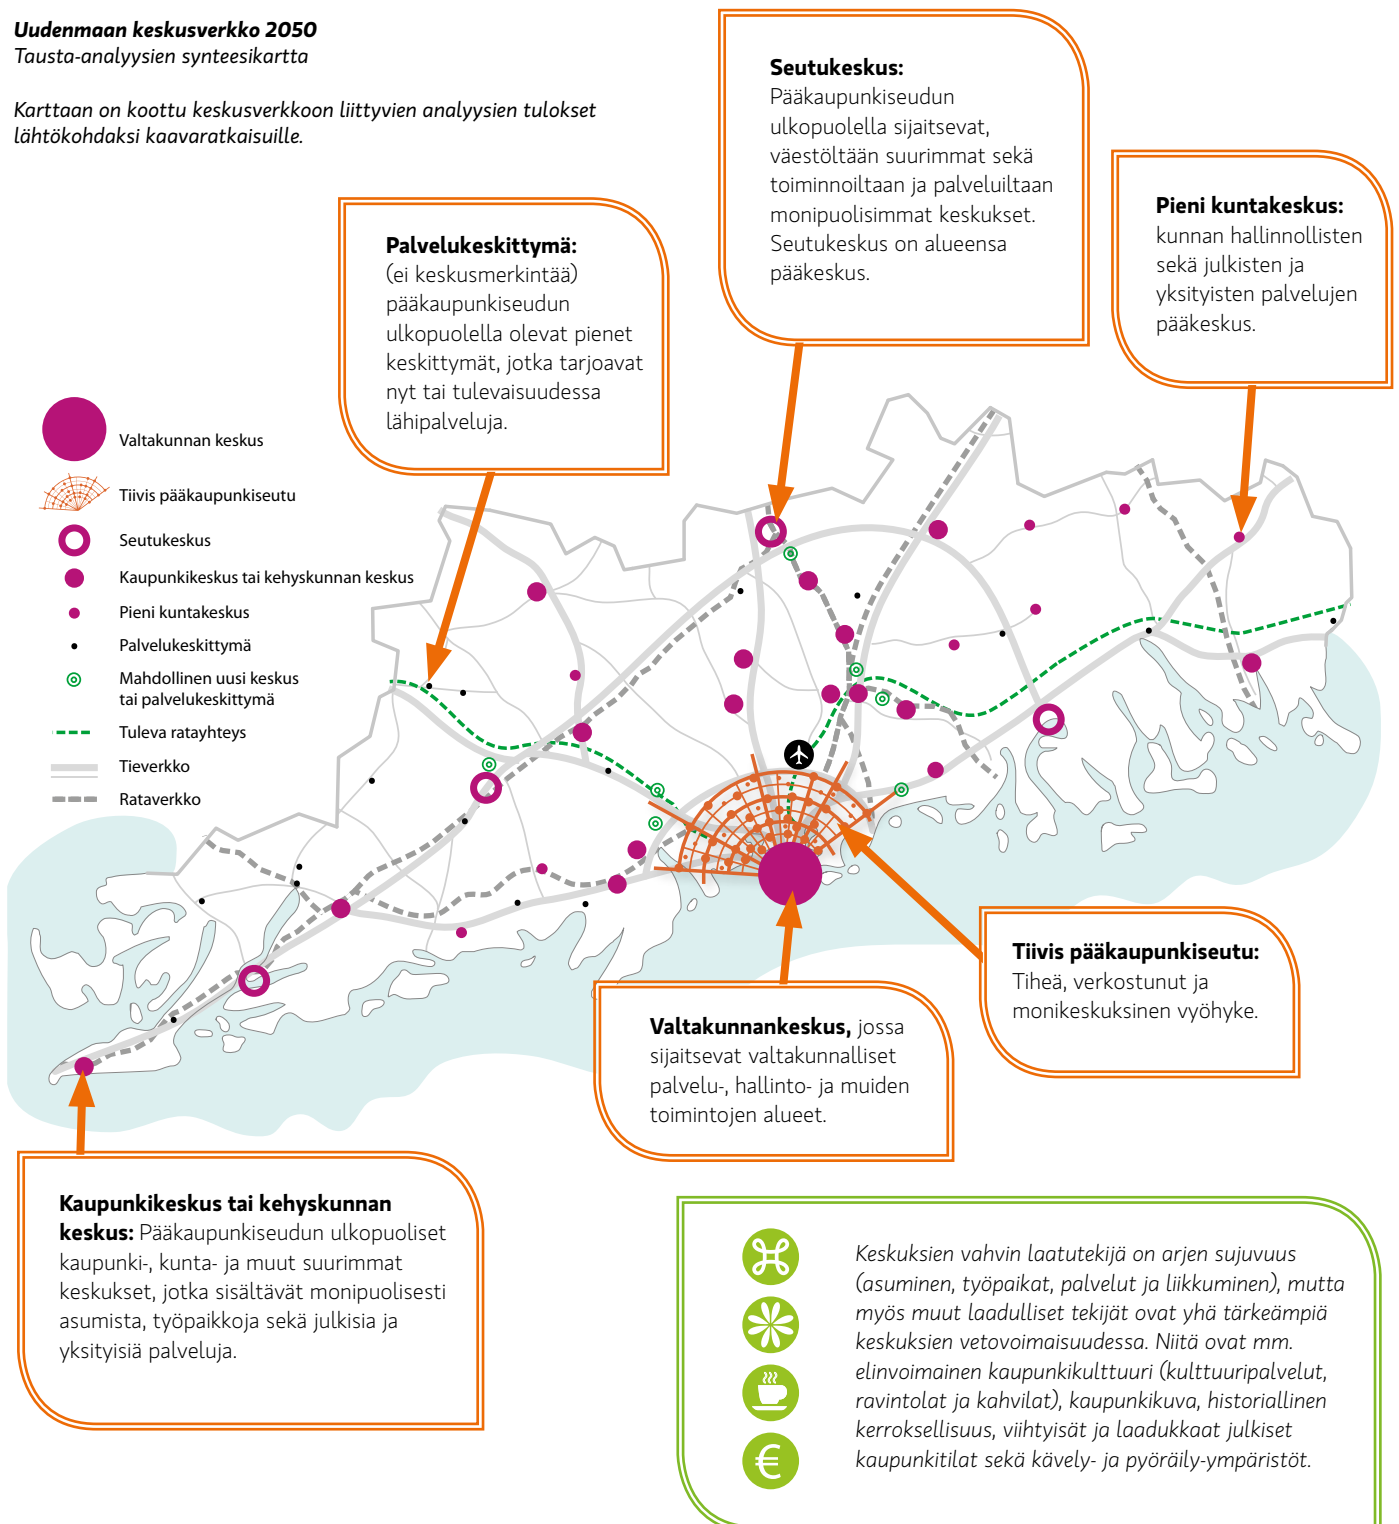 Uudenmaan keskusverkko 2050
Tausta-analyysien synteesikartta
Karttaan on koottu keskusverkkoon liittyvien analyysien tulokset
lähtökohdaksi kaavaratkaisuille.
Seutukeskus:
Pääkaupunkiseudun
ulkopuolella sijaitsevat,
väestöltään suurimmat sekä
toiminnoiltaan ja palveluiltaan
monipuolisimmat keskukset.
Seutukeskus on alueensa
pääkeskus.
Pieni kuntakeskus:
kunnan hallinnollisten
sekä julkisten ja
yksityisten palvelujen
pääkeskus.
Palvelukeskittymä:
(ei keskusmerkintää)
pääkaupunkiseudun
ulkopuolella olevat pienet
keskittymät, jotka tarjoavat
nyt tai tulevaisuudessa
lähipalveluja.
Valtakunnan keskus
Tiivis pääkaupunkiseutu
Seutukeskus
Kaupunkikeskus tai kehyskunnan keskus
Pieni kuntakeskus
Palvelukeskittymä
Mahdollinen uusi keskus
tai palvelukeskittymä
Tuleva ratayhteys
Tieverkko
Rataverkko
Tiivis pääkaupunkiseutu:
Tiheä, verkostunut ja
monikeskuksinen vyöhyke.
Valtakunnankeskus, jossa
sijaitsevat valtakunnalliset
palvelu-, hallinto- ja muiden
toimintojen alueet.
Kaupunkikeskus tai kehyskunnan
keskus: Pääkaupunkiseudun ulkopuoliset
kaupunki-, kunta- ja muut suurimmat
keskukset, jotka sisältävät monipuolisesti
asumista, työpaikkoja sekä julkisia ja
yksityisiä palveluja.
Keskuksien vahvin laatutekijä on arjen sujuvuus
(asuminen, työpaikat, palvelut ja liikkuminen), mutta
myös muut laadulliset tekijät ovat yhä tärkeämpiä
keskuksien vetovoimaisuudessa. Niitä ovat mm.
elinvoimainen kaupunkikulttuuri (kulttuuripalvelut,
ravintolat ja kahvilat), kaupunkikuva, historiallinen
kerroksellisuus, viihtyisät ja laadukkaat julkiset
kaupunkitilat sekä kävely- ja pyöräily-ympäristöt.
€